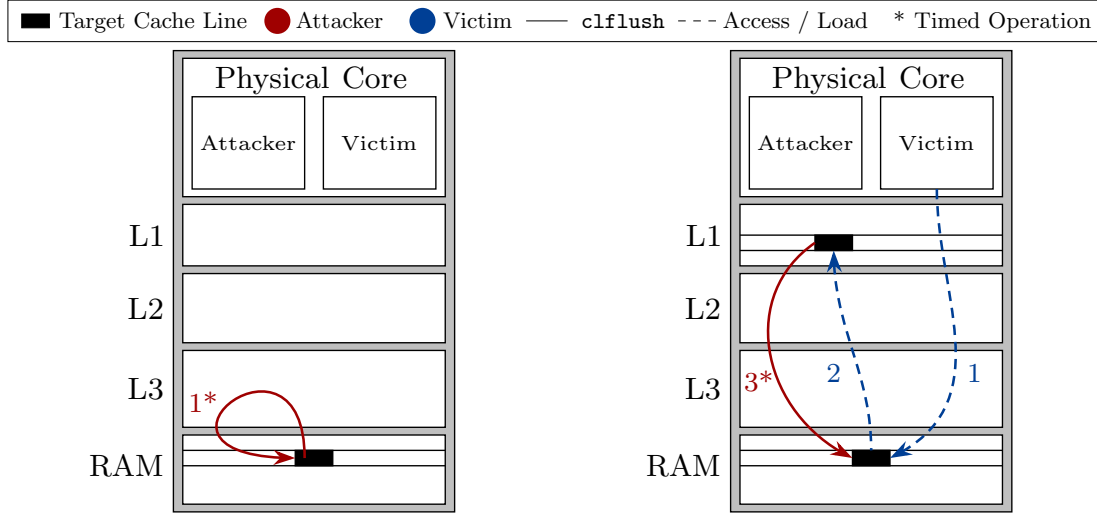 Target Cache Line Attacker Victim clflush Access / Load * Timed Operation
Physical Core
Attacker Victim
L1
L2
L3
RAM
1*
Physical Core
Attacker Victim
L1
L2
L3
RAM
3* 2 1